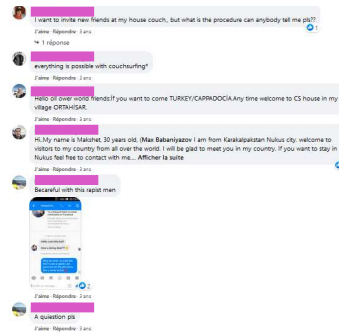 I want to invite new friends at my house couch,, but what is the procedure can anybody tell me pls??
1
J'aime · Répondre · 3 ans
1 réponse
everything is possible with couchsurfing"
J'aime · Répondre · 3 ans
Hello oll ower world friends:İf you want to come TURKEY/CAPPADOCİA.Any time welcome to CS house in my
village ORTAHİSAR.
J'aime · Répondre · 3 ans
Hi.My name is Makshet, 30 years old, (Max Babaniyazov I am from Karakalpakstan Nukus city. welcome to
visitors to my country from all over the world. I will be glad to meet you in my country. If you want to stay in
Nukus feel free to contact with me.... Afficher la suite
J'aime · Répondre · 3 ans
Becareful with this rapist men
2
J'aime · Répondre · 3 ans
A quiestion pls
J'aime · Répondre · 3 ans